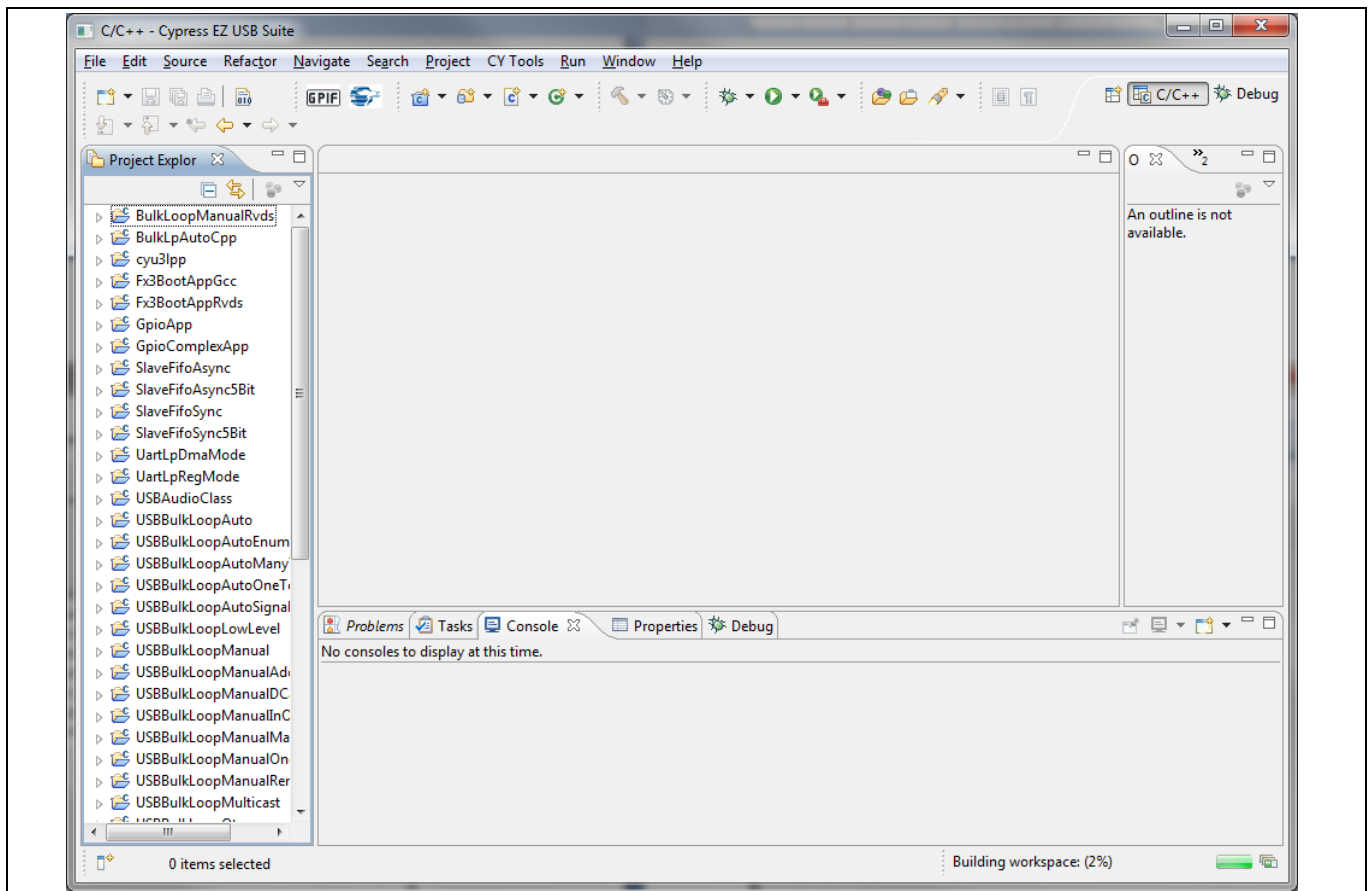 C/C++ - Cypress EZ USB Suite
File Edit Source Refactor Navigate Search Project CY Tools Run Window Help
010 GPIF C/C++ Debug
Project Explor O »2
An outline is not
available.
BulkLoopManualRvds
BulkLpAutoCpp
cyu3lpp
Fx3BootAppGcc
Fx3BootAppRvds
GpioApp
GpioComplexApp
SlaveFifoAsync
SlaveFifoAsync5Bit
SlaveFifoSync
SlaveFifoSync5Bit
UartLpDmaMode
UartLpRegMode
USBAudioClass
USBBulkLoopAuto
USBBulkLoopAutoEnum
USBBulkLoopAutoMany
USBBulkLoopAutoOneT
USBBulkLoopAutoSignal
USBBulkLoopLowLevel
USBBulkLoopManual
USBBulkLoopManualAd
USBBulkLoopManualDC
USBBulkLoopManualInC
USBBulkLoopManualMa
USBBulkLoopManualOn
USBBulkLoopManualRer
USBBulkLoopMulticast
Problems Tasks Console Properties Debug
No consoles to display at this time.
0 items selected Building workspace: (2%)